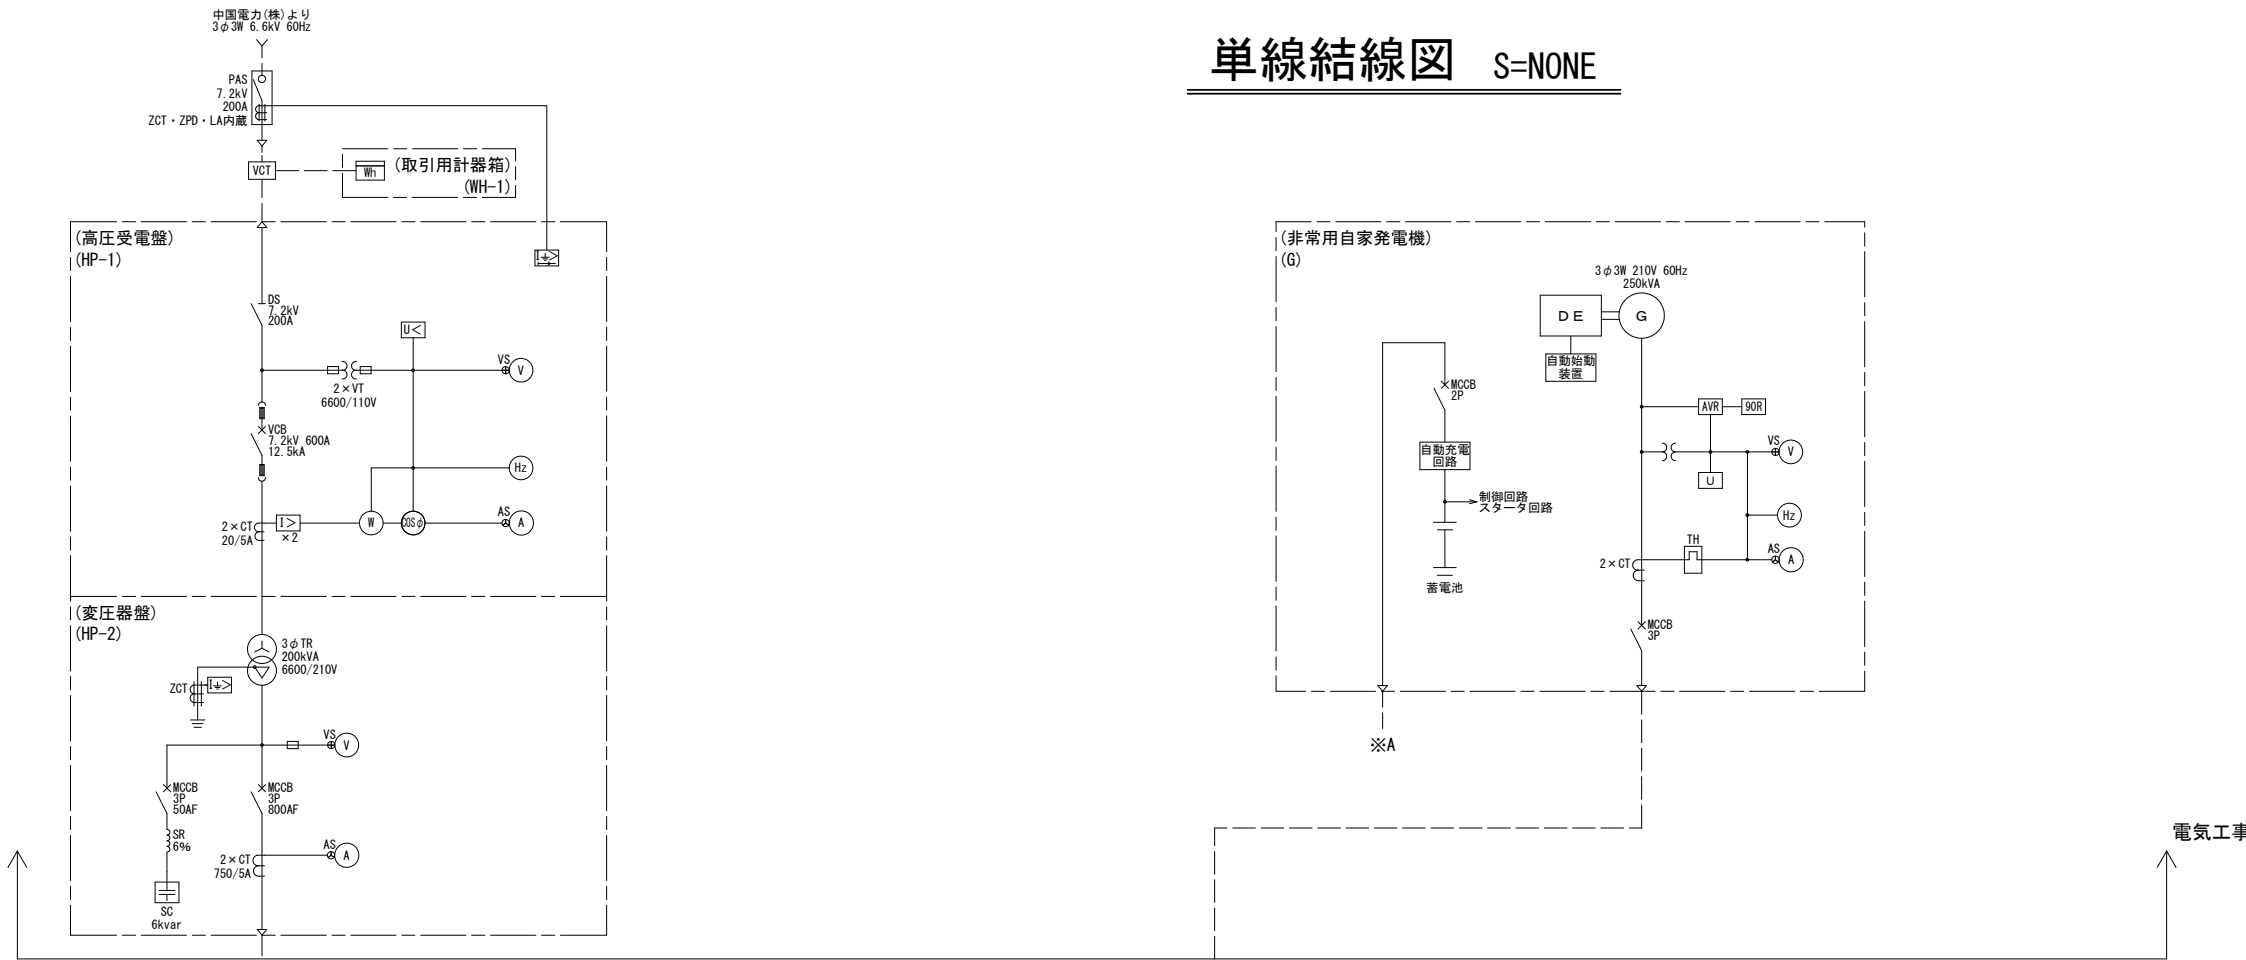 中国電力(株)より
3φ3W 6.6kV 60Hz
単線結線図 S=NONE
PAS
7.2kV
200A
ZCT・ZPD・LA内蔵
VCT
Wh
(取引用計器箱)
(WH-1)
(高圧受電盤)
(HP-1)
I⏚>
DS
7.2kV
200A
U<
VS
V
2×VT
6600/110V
VCB
7.2kV 600A
12.5kA
Hz
2×CT
20/5A
I>
×2
W
COSφ
AS
A
(変圧器盤)
(HP-2)
3φTR
200kVA
6600/210V
ZCT
I⏚>
VS
V
MCCB
3P
50AF
MCCB
3P
800AF
SR
6%
2×CT
750/5A
AS
A
SC
6kvar
(非常用自家発電機)
(G)
3φ3W 210V 60Hz
250kVA
DE
G
自動始動
装置
MCCB
2P
AVR
90R
自動充電
回路
VS
V
U
制御回路
スタータ回路
Hz
TH
2×CT
AS
A
蓄電池
MCCB
3P
※A
電気工事